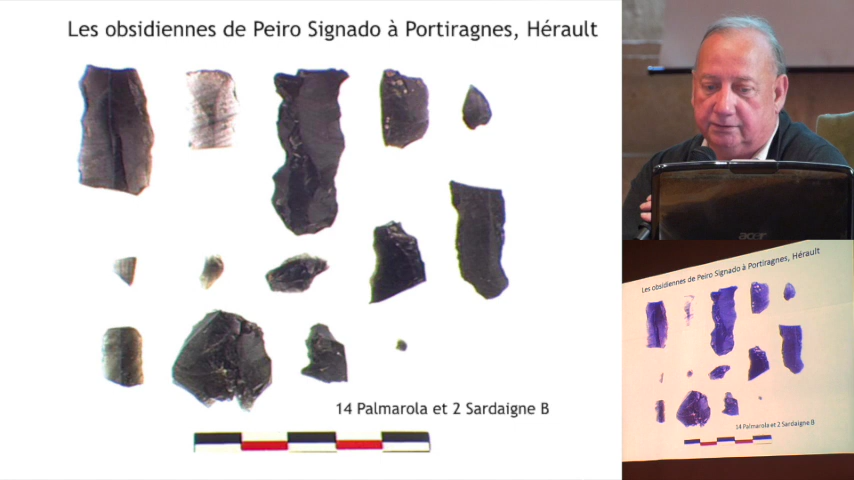 Les obsidiennes de Peiro Signado à Portiragnes, Hérault
14 Palmarola et 2 Sardaigne B
acer
Les obsidiennes de Peiro Signado à Portiragnes, Hérault
14 Palmarola et 2 Sardaigne B